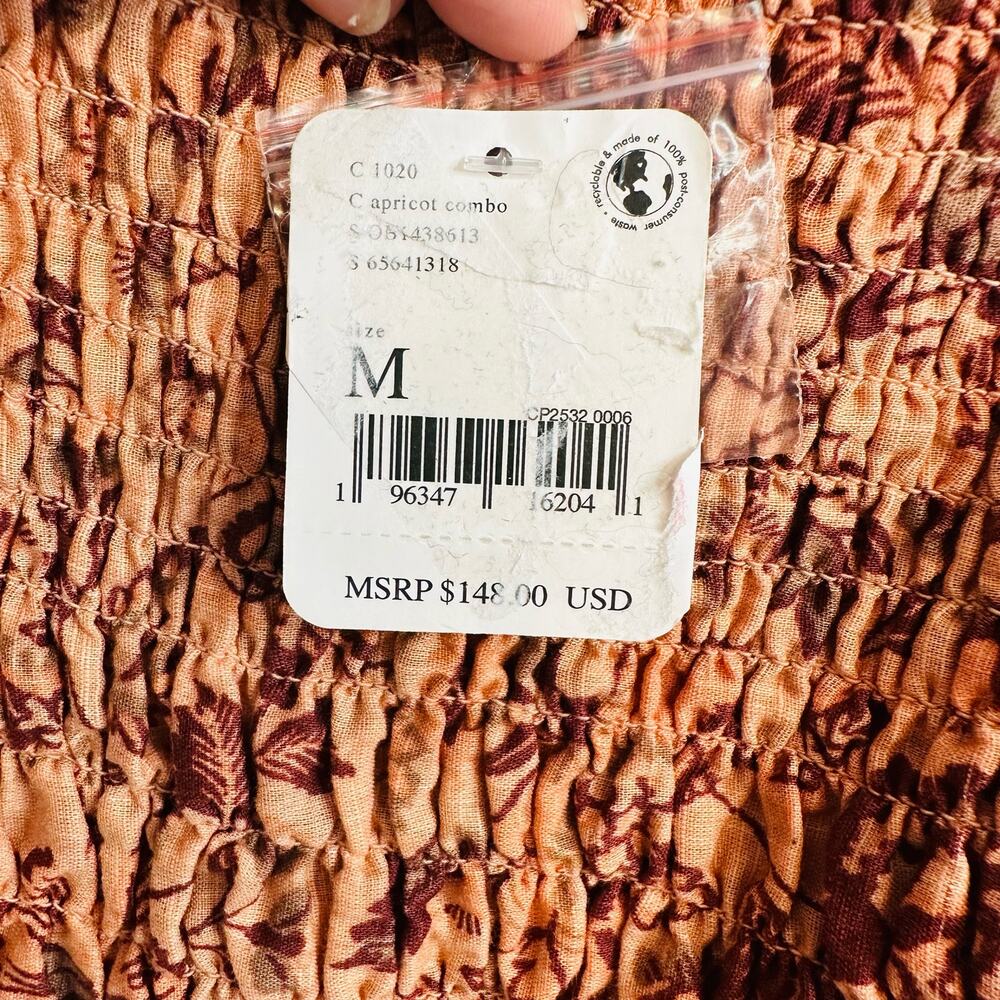 recyclable & made of 100% post-consumer waste •
C 1020
C apricot combo
S OB1438613
S 65641318
size
M
CP2532 0006
1 96347 16204 1
MSRP $148.00 USD